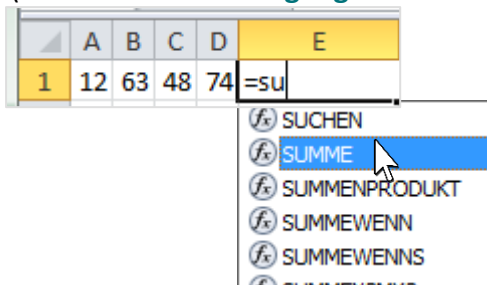 A B C D E
1 12 63 48 74 =su
SUCHEN
SUMME
SUMMENPRODUKT
SUMMEWENN
SUMMEWENNS